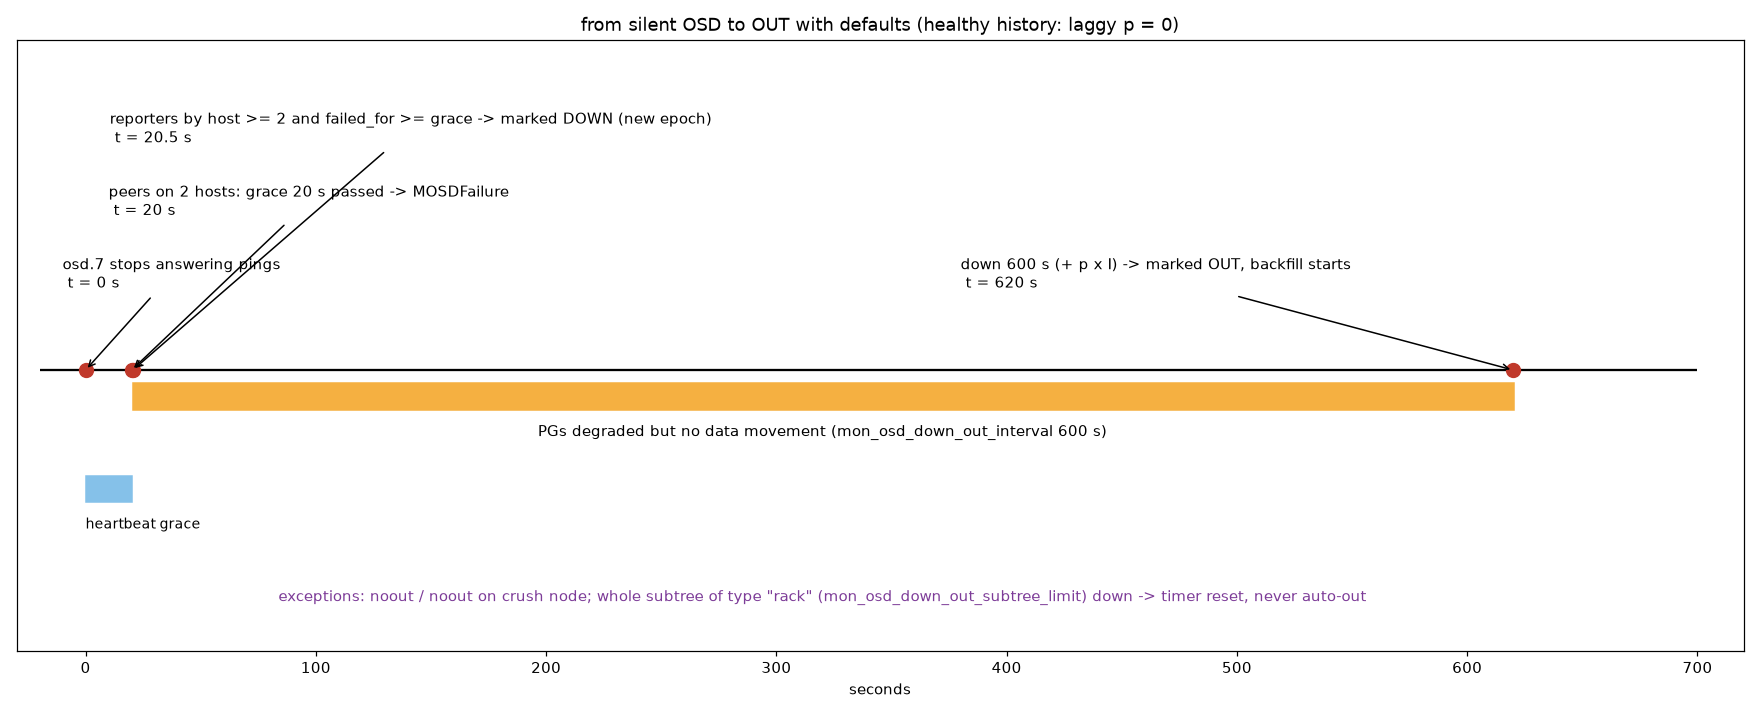 from silent OSD to OUT with defaults (healthy history: laggy p = 0)
reporters by host >= 2 and failed_for >= grace -> marked DOWN (new epoch)
t = 20.5 s
peers on 2 hosts: grace 20 s passed -> MOSDFailure
t = 20 s
osd.7 stops answering pings
t = 0 s
down 600 s (+ p x I) -> marked OUT, backfill starts
t = 620 s
PGs degraded but no data movement (mon_osd_down_out_interval 600 s)
heartbeat grace
exceptions: noout / noout on crush node; whole subtree of type "rack" (mon_osd_down_out_subtree_limit) down -> timer reset, never auto-out
0 100 200 300 400 500 600 700
seconds